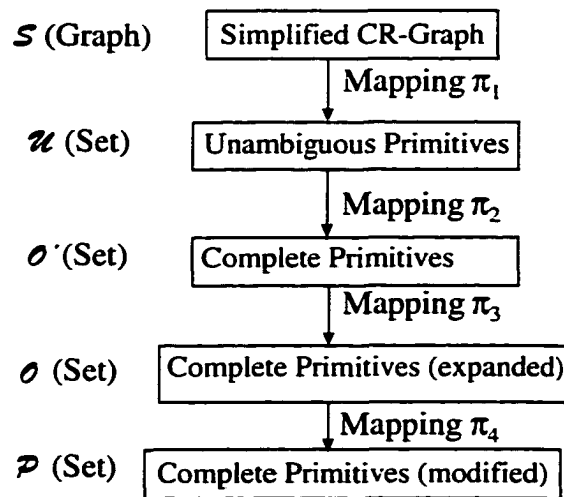 𝒮 (Graph) Simplified CR-Graph
Mapping π₁
𝒰 (Set) Unambiguous Primitives
Mapping π₂
𝒪' (Set) Complete Primitives
Mapping π₃
𝒪 (Set) Complete Primitives (expanded)
Mapping π₄
𝒫 (Set) Complete Primitives (modified)